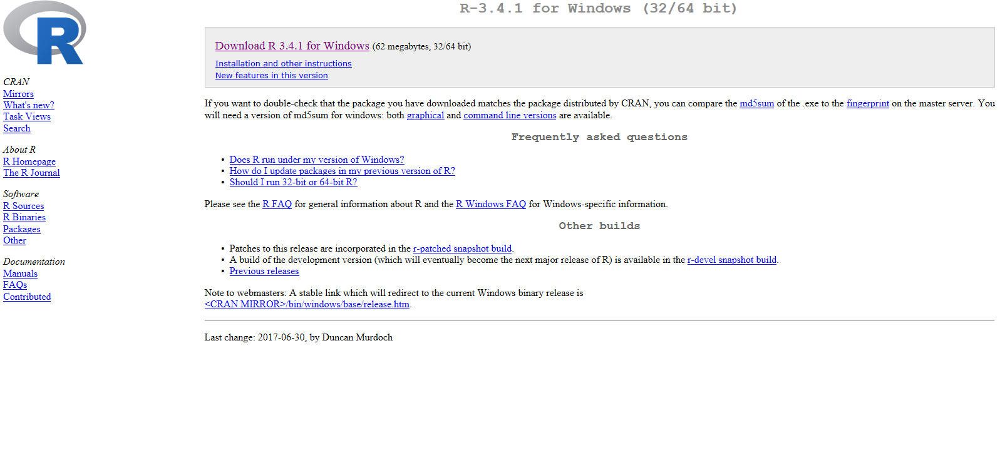 R
CRAN
Mirrors
What's new?
Task Views
Search
About R
R Homepage
The R Journal
Software
R Sources
R Binaries
Packages
Other
Documentation
Manuals
FAQs
Contributed
R-3.4.1 for Windows (32/64 bit)
Download R 3.4.1 for Windows (62 megabytes, 32/64 bit)
Installation and other instructions
New features in this version
If you want to double-check that the package you have downloaded matches the package distributed by CRAN, you can compare the md5sum of the .exe to the fingerprint on the master server. You
will need a version of md5sum for windows: both graphical and command line versions are available.
Frequently asked questions
• Does R run under my version of Windows?
• How do I update packages in my previous version of R?
• Should I run 32-bit or 64-bit R?
Please see the R FAQ for general information about R and the R Windows FAQ for Windows-specific information.
Other builds
• Patches to this release are incorporated in the r-patched snapshot build.
• A build of the development version (which will eventually become the next major release of R) is available in the r-devel snapshot build.
• Previous releases
Note to webmasters: A stable link which will redirect to the current Windows binary release is
<CRAN MIRROR>/bin/windows/base/release.htm.
Last change: 2017-06-30, by Duncan Murdoch